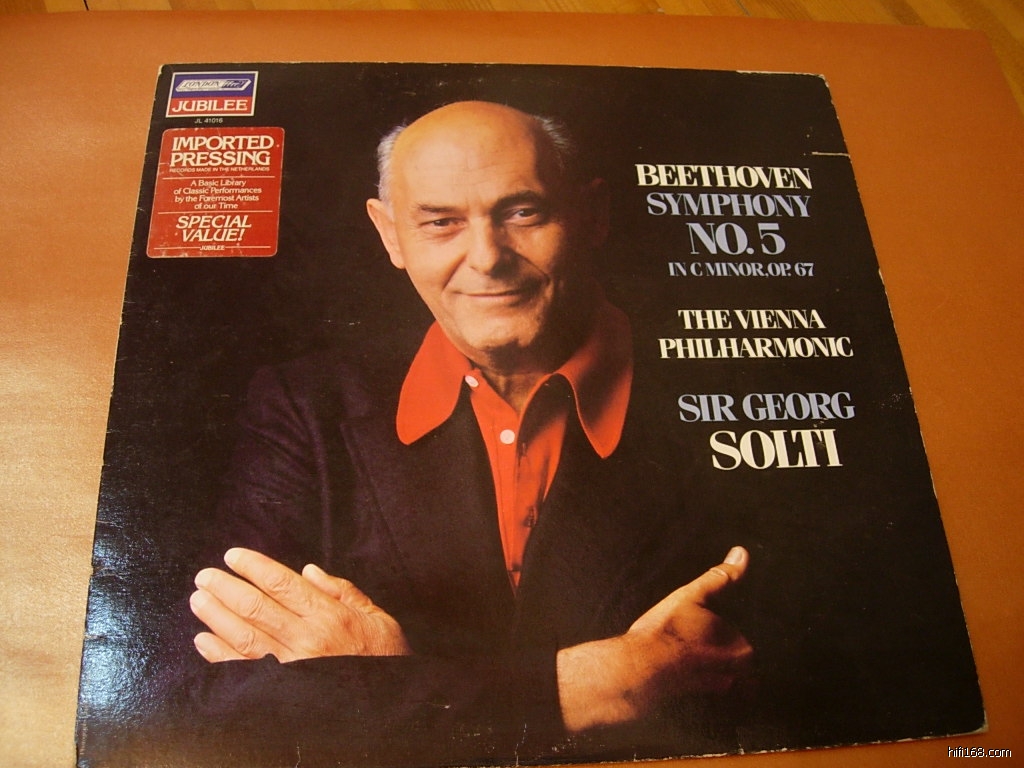 LONDON ffrr
JUBILEE
JL 41016
IMPORTED
PRESSING
RECORDS MADE IN THE NETHERLANDS
A Basic Library
of Classic Performances
by the Foremost Artists
of our Time
SPECIAL
VALUE!
JUBILEE
BEETHOVEN
SYMPHONY
NO. 5
IN C MINOR, OP. 67
THE VIENNA
PHILHARMONIC
SIR GEORG
SOLTI
hifi168.com